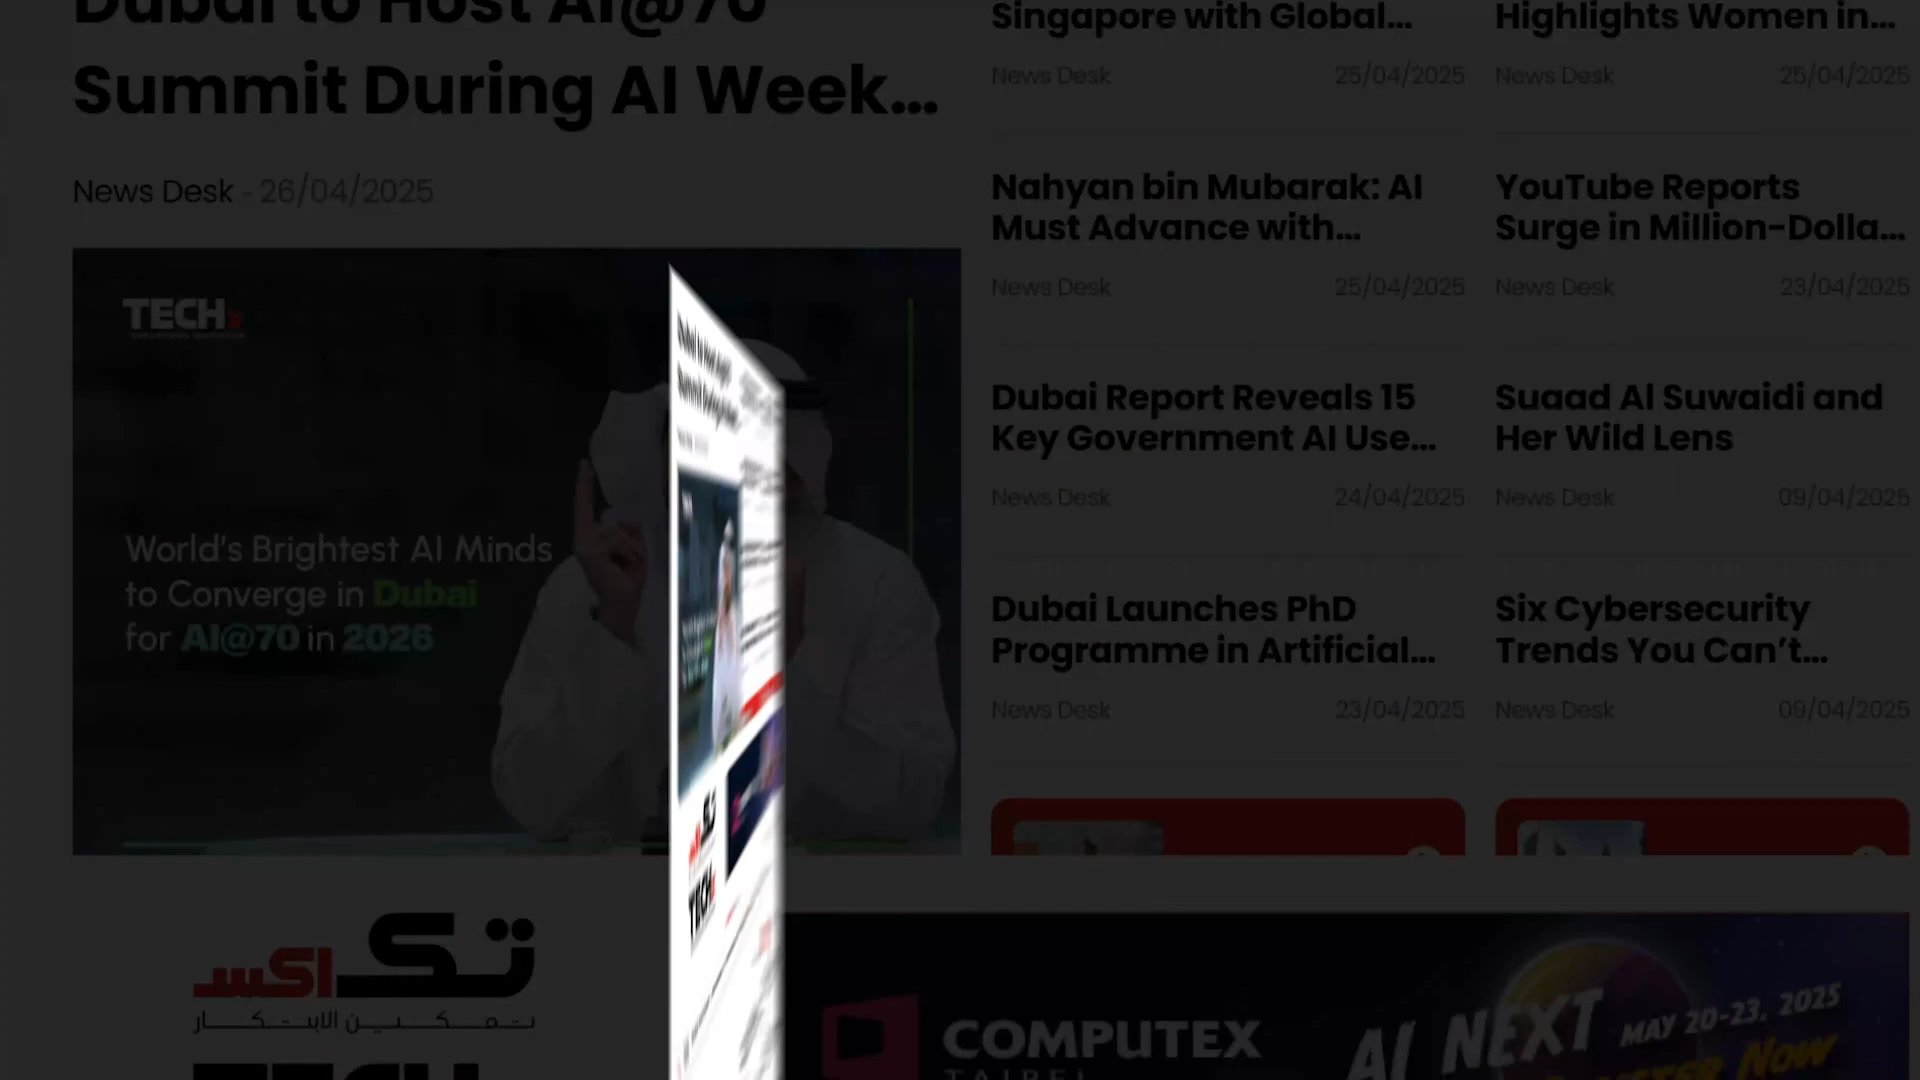 Dubai to Host AI@70
Summit During AI Week...
News Desk - 26/04/2025
TECHx
World's Brightest AI Minds
to Converge in Dubai
for AI@70 in 2026
Singapore with Global...
News Desk 25/04/2025
Nahyan bin Mubarak: AI
Must Advance with...
News Desk 25/04/2025
Dubai Report Reveals 15
Key Government AI Use...
News Desk 24/04/2025
Dubai Launches PhD
Programme in Artificial...
News Desk 23/04/2025
Highlights Women in...
News Desk 25/04/2025
YouTube Reports
Surge in Million-Dolla...
News Desk 23/04/2025
Suaad Al Suwaidi and
Her Wild Lens
News Desk 09/04/2025
Six Cybersecurity
Trends You Can't...
News Desk 09/04/2025
تك اكس
تمكين الابتكار
TECH
COMPUTEX
TAIPEI
AI NEXT
MAY 20-23, 2025
Now